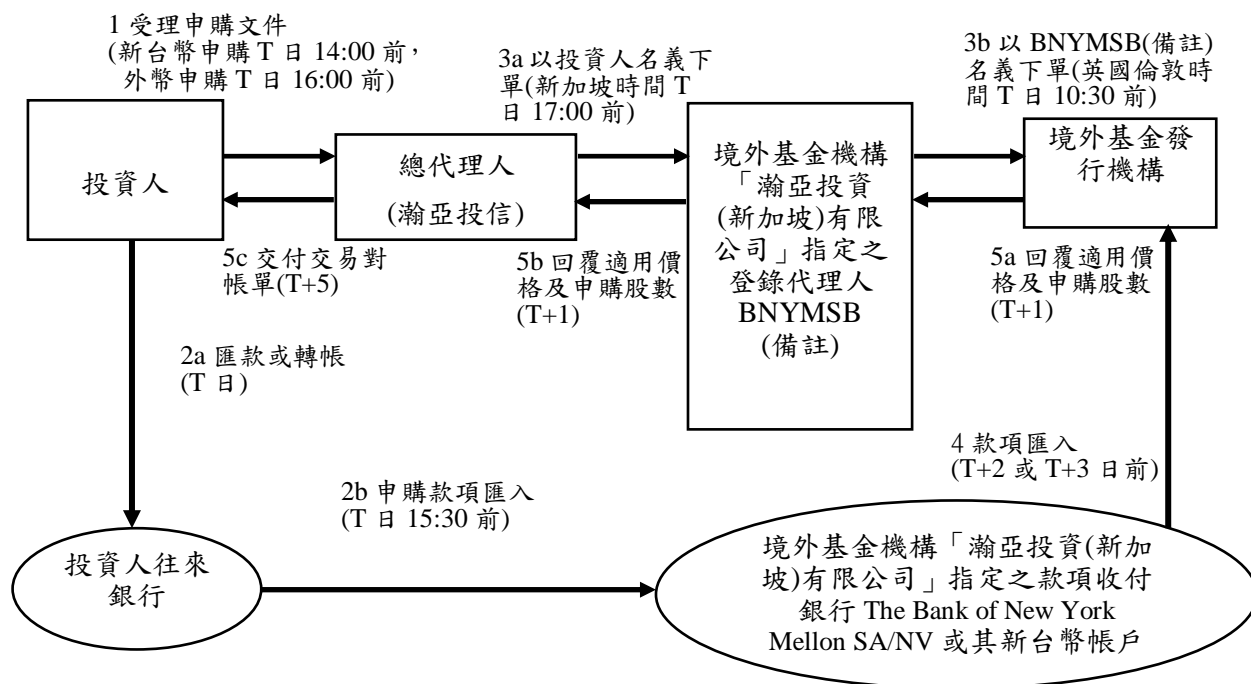 1 受理申購文件
(新台幣申購 T 日 14:00 前，
外幣申購 T 日 16:00 前)
3a 以投資人名義下
單(新加坡時間 T
日 17:00 前)
3b 以 BNYMSB(備註)
名義下單(英國倫敦時
間 T 日 10:30 前)
投資人
總代理人
(瀚亞投信)
境外基金機構
「瀚亞投資
(新加坡)有限
公司」指定之
登錄代理人
BNYMSB
(備註)
境外基金發
行機構
5c 交付交易對
帳單(T+5)
5b 回覆適用價
格及申購股數
(T+1)
5a 回覆適用價
格及申購股數
(T+1)
2a 匯款或轉帳
(T 日)
4 款項匯入
(T+2 或 T+3 日前)
2b 申購款項匯入
(T 日 15:30 前)
投資人往來
銀行
境外基金機構「瀚亞投資(新加
坡)有限公司」指定之款項收付
銀行 The Bank of New York
Mellon SA/NV 或其新台幣帳戶